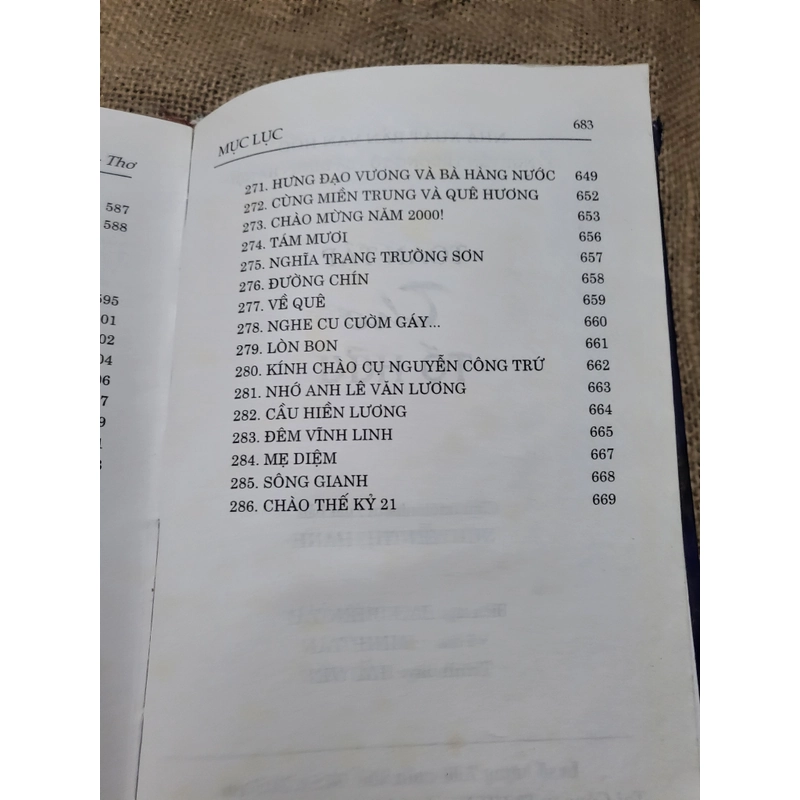 Thơ
587
588
595
MỤC LỤC 683
271. HƯNG ĐẠO VƯƠNG VÀ BÀ HÀNG NƯỚC 649
272. CÙNG MIỀN TRUNG VÀ QUÊ HƯƠNG 652
273. CHÀO MỪNG NĂM 2000! 653
274. TÁM MƯƠI 656
275. NGHĨA TRANG TRƯỜNG SƠN 657
276. ĐƯỜNG CHÍN 658
277. VỀ QUÊ 659
278. NGHE CU CƯỜM GÁY... 660
279. LÒN BON 661
280. KÍNH CHÀO CỤ NGUYỄN CÔNG TRỨ 662
281. NHỚ ANH LÊ VĂN LƯƠNG 663
282. CẦU HIỀN LƯƠNG 664
283. ĐÊM VĨNH LINH 665
284. MẸ DIỆM 667
285. SÔNG GIANH 668
286. CHÀO THẾ KỶ 21 669